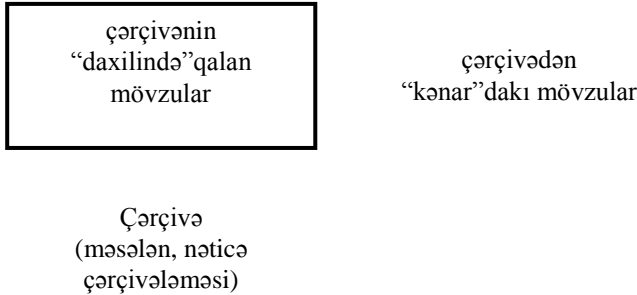 çərçivənin
“daxilində”qalan
mövzular
çərçivədən
“kənar”dakı mövzular
Çərçivə
(məsələn, nəticə
çərçivələməsi)